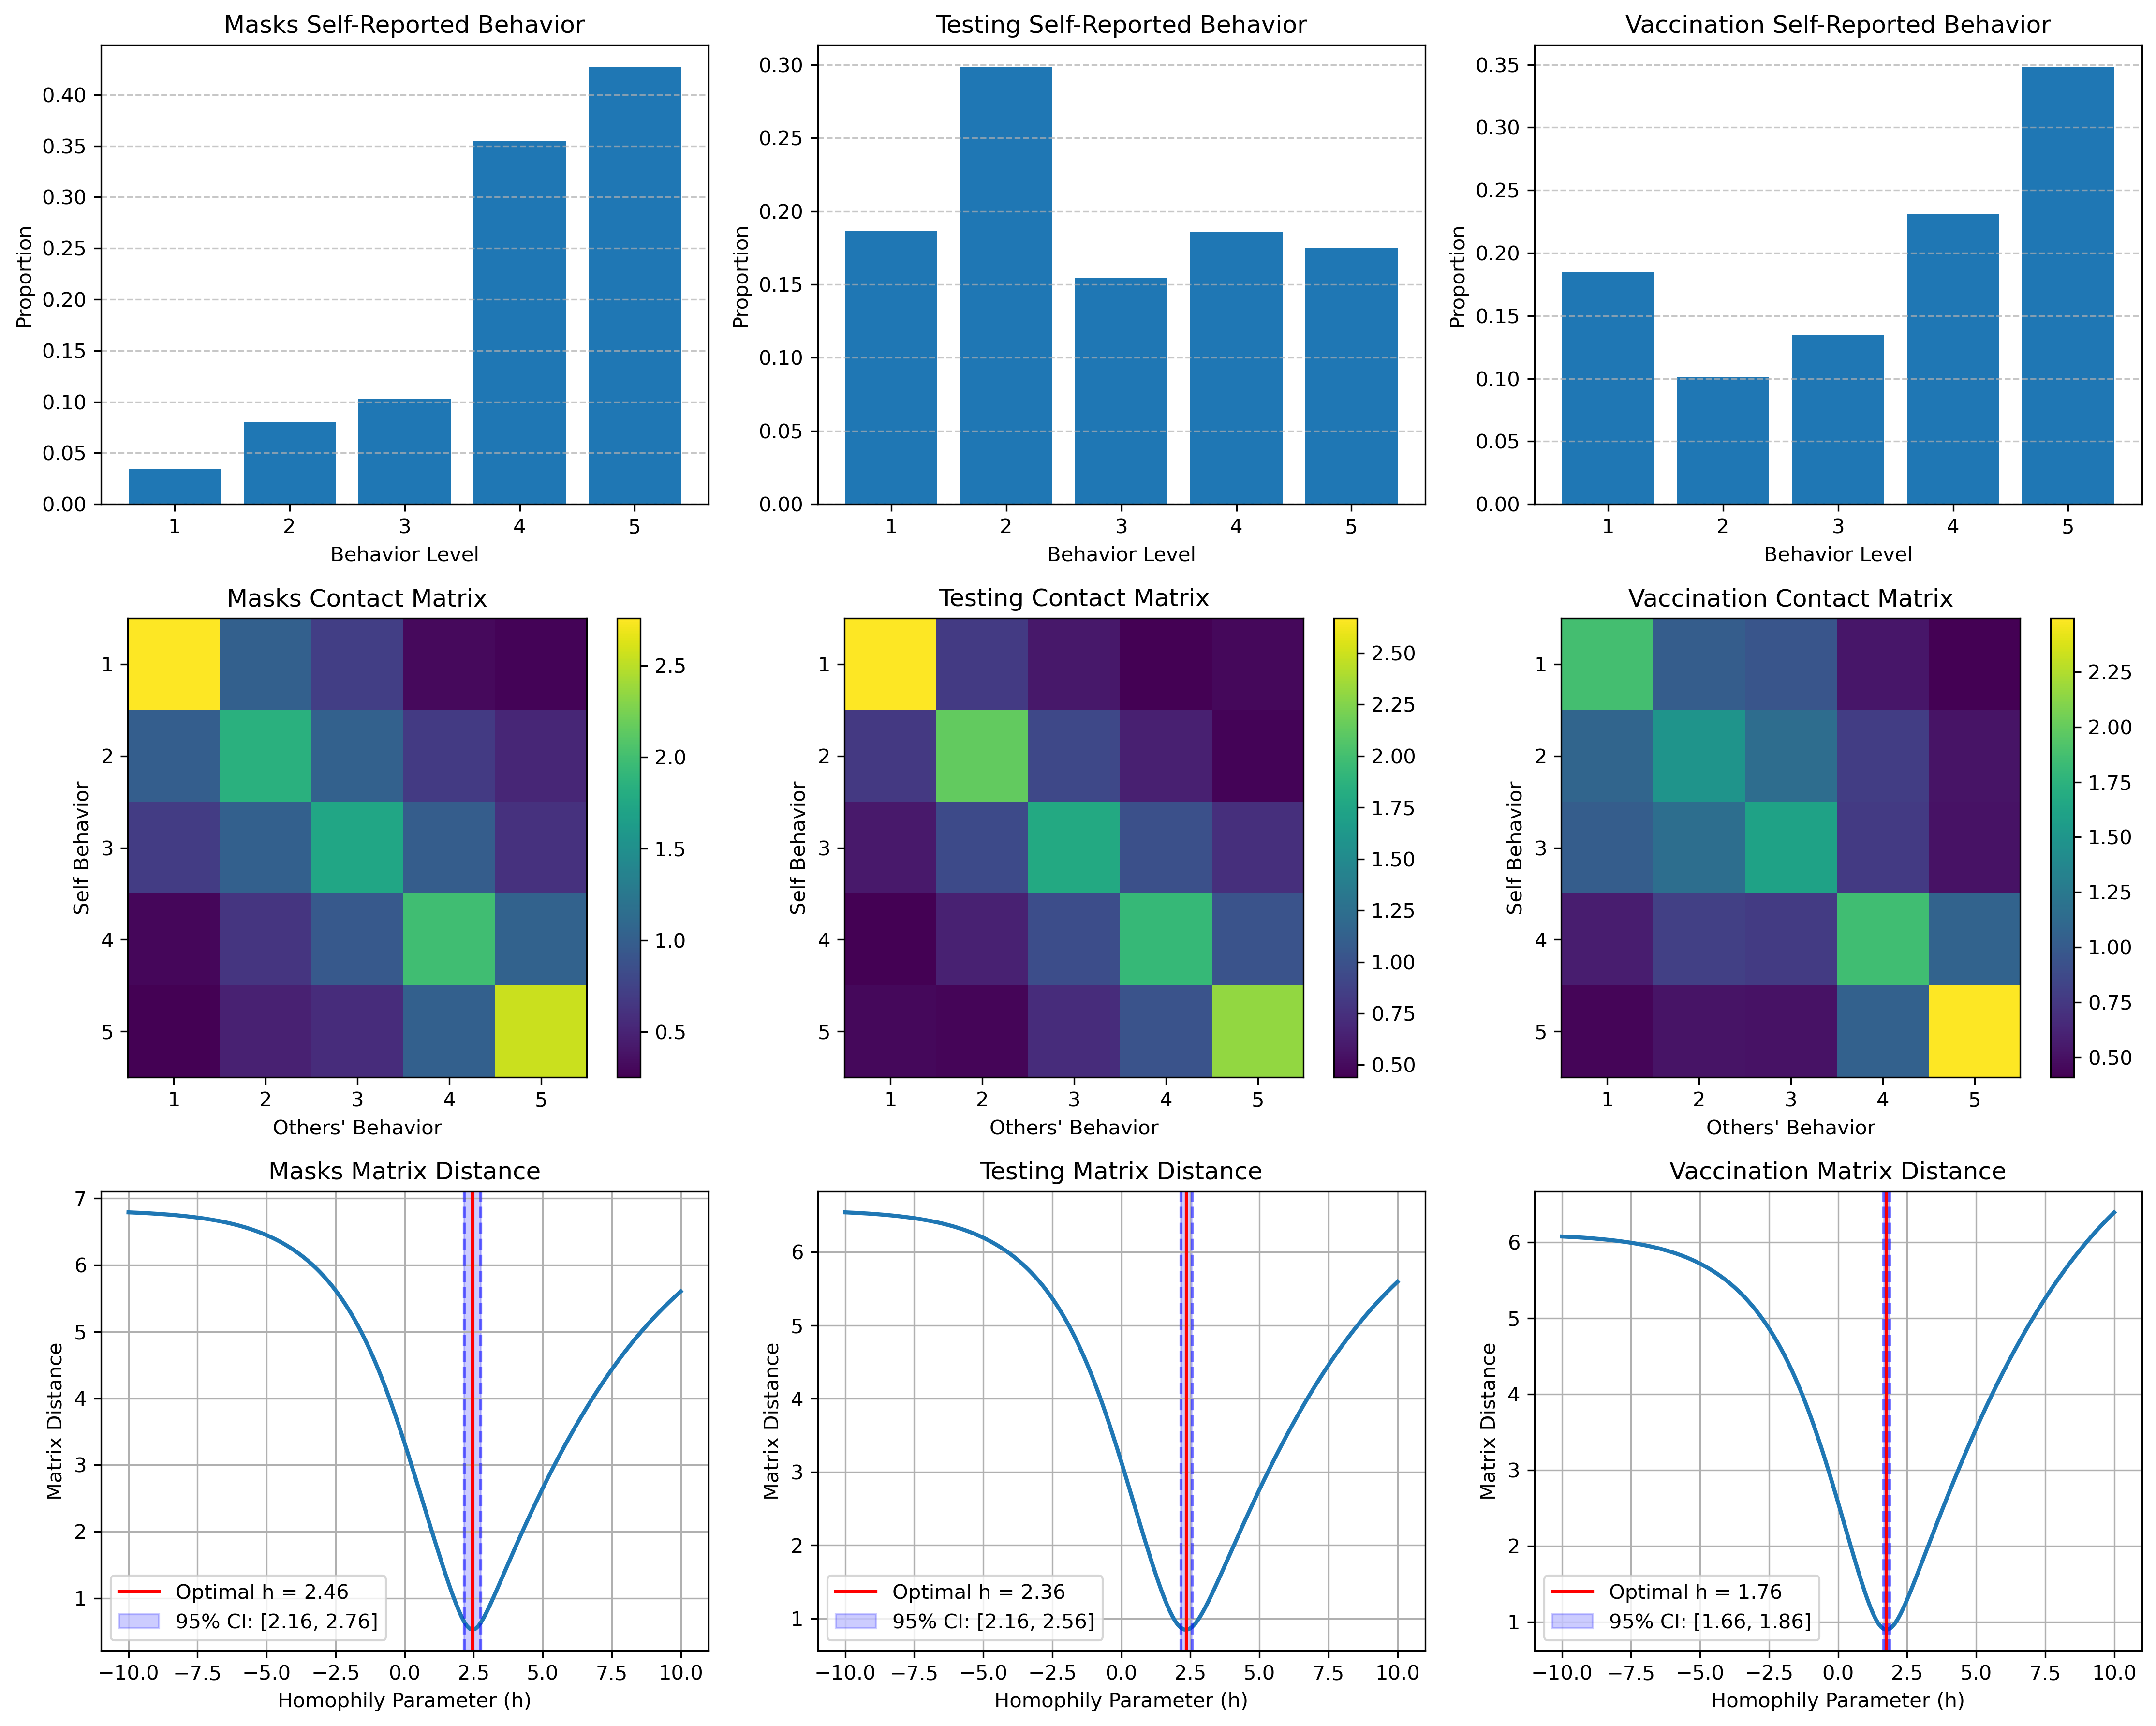 Masks Self-Reported Behavior
0.40
0.35
0.30
0.25
0.20
0.15
0.10
0.05
0.00
Proportion
1 2 3 4 5
Behavior Level
Testing Self-Reported Behavior
0.30
0.25
0.20
0.15
0.10
0.05
0.00
Proportion
1 2 3 4 5
Behavior Level
Vaccination Self-Reported Behavior
0.35
0.30
0.25
0.20
0.15
0.10
0.05
0.00
Proportion
1 2 3 4 5
Behavior Level
Masks Contact Matrix
1
2
3
4
5
Self Behavior
1 2 3 4 5
Others' Behavior
2.5
2.0
1.5
1.0
0.5
Testing Contact Matrix
1
2
3
4
5
Self Behavior
1 2 3 4 5
Others' Behavior
2.50
2.25
2.00
1.75
1.50
1.25
1.00
0.75
0.50
Vaccination Contact Matrix
1
2
3
4
5
Self Behavior
1 2 3 4 5
Others' Behavior
2.25
2.00
1.75
1.50
1.25
1.00
0.75
0.50
Masks Matrix Distance
7
6
5
4
3
2
1
Matrix Distance
Optimal h = 2.46
95% CI: [2.16, 2.76]
−10.0 −7.5 −5.0 −2.5 0.0 2.5 5.0 7.5 10.0
Homophily Parameter (h)
Testing Matrix Distance
6
5
4
3
2
1
Matrix Distance
Optimal h = 2.36
95% CI: [2.16, 2.56]
−10.0 −7.5 −5.0 −2.5 0.0 2.5 5.0 7.5 10.0
Homophily Parameter (h)
Vaccination Matrix Distance
6
5
4
3
2
1
Matrix Distance
Optimal h = 1.76
95% CI: [1.66, 1.86]
−10.0 −7.5 −5.0 −2.5 0.0 2.5 5.0 7.5 10.0
Homophily Parameter (h)